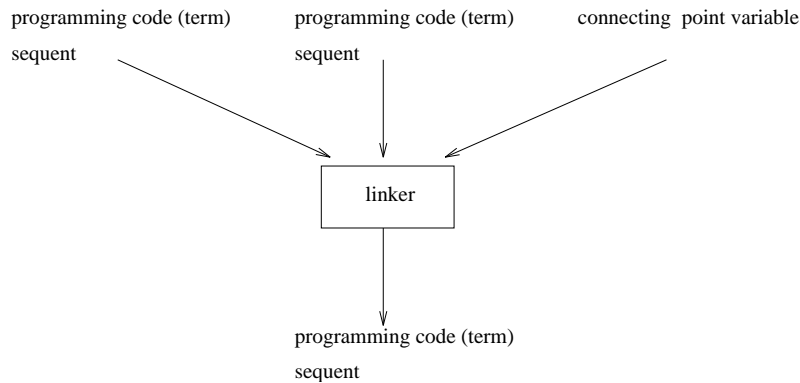 programming code (term)
sequent
programming code (term)
sequent
connecting point variable
linker
programming code (term)
sequent